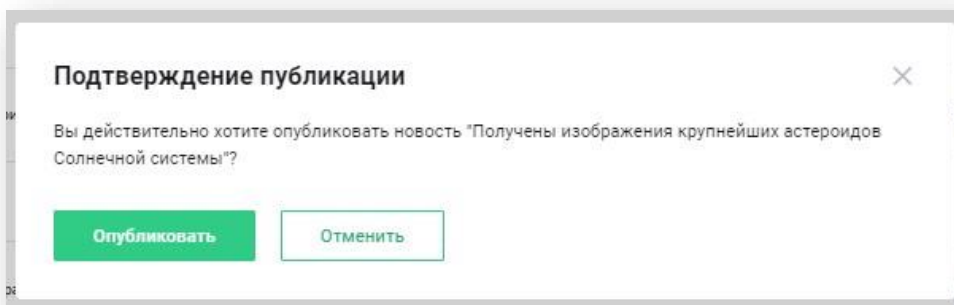 Подтверждение публикации
Вы действительно хотите опубликовать новость "Получены изображения крупнейших астероидов
Солнечной системы"?
Опубликовать
Отменить